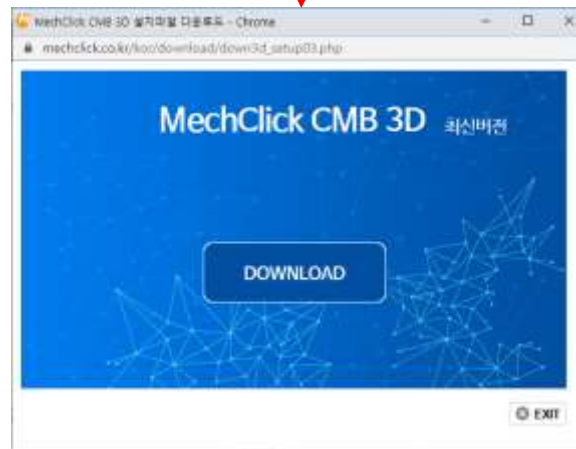 MechClick CMB 3D 설치파일 다운로드 - Chrome
mechclick.co.kr/koc/download/down3d_setup03.php
MechClick CMB 3D 최신버전
DOWNLOAD
EXIT